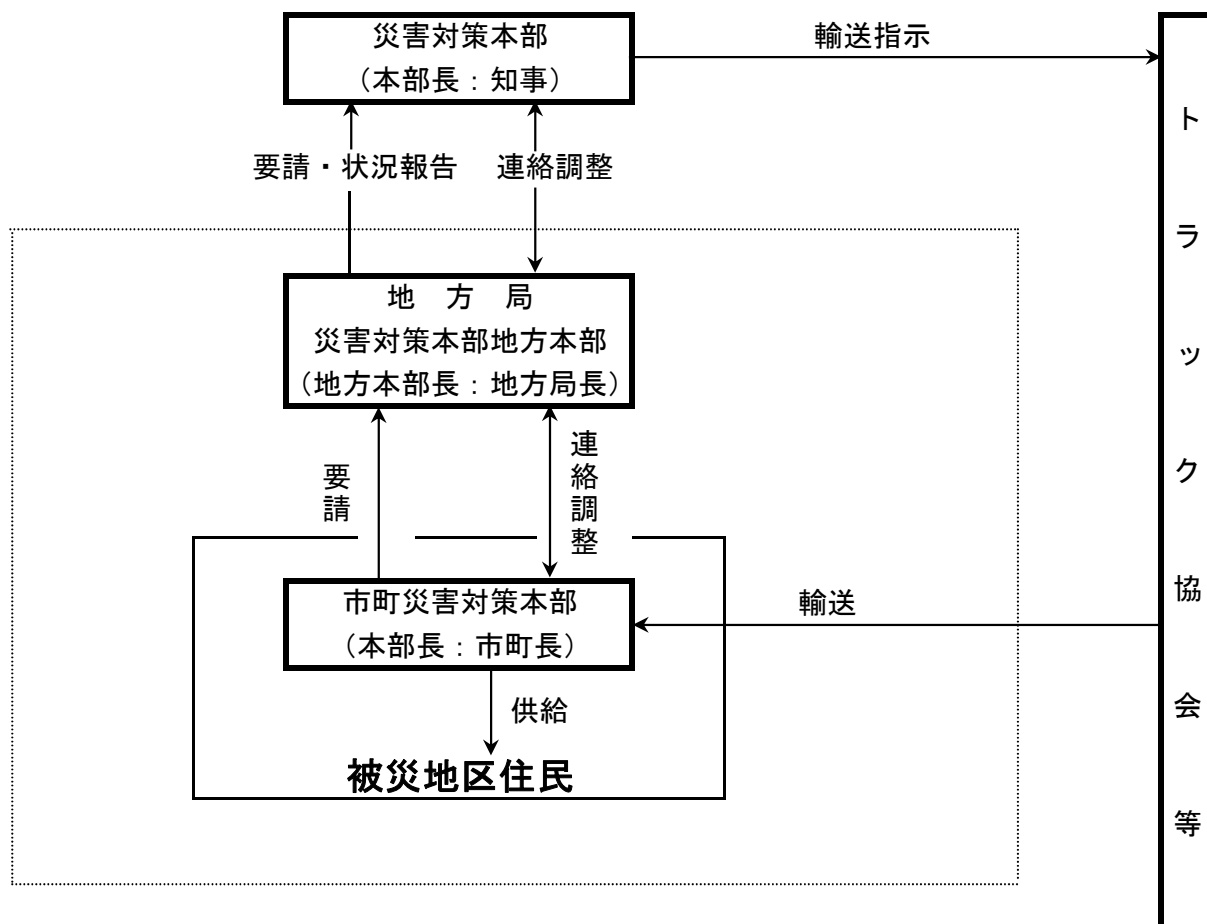 災害対策本部
（本部長：知事）
輸送指示
要請・状況報告
連絡調整
地　方　局
災害対策本部地方本部
（地方本部長：地方局長）
要請
連絡調整
市町災害対策本部
（本部長：市町長）
輸送
供給
被災地区住民
トラック協会等